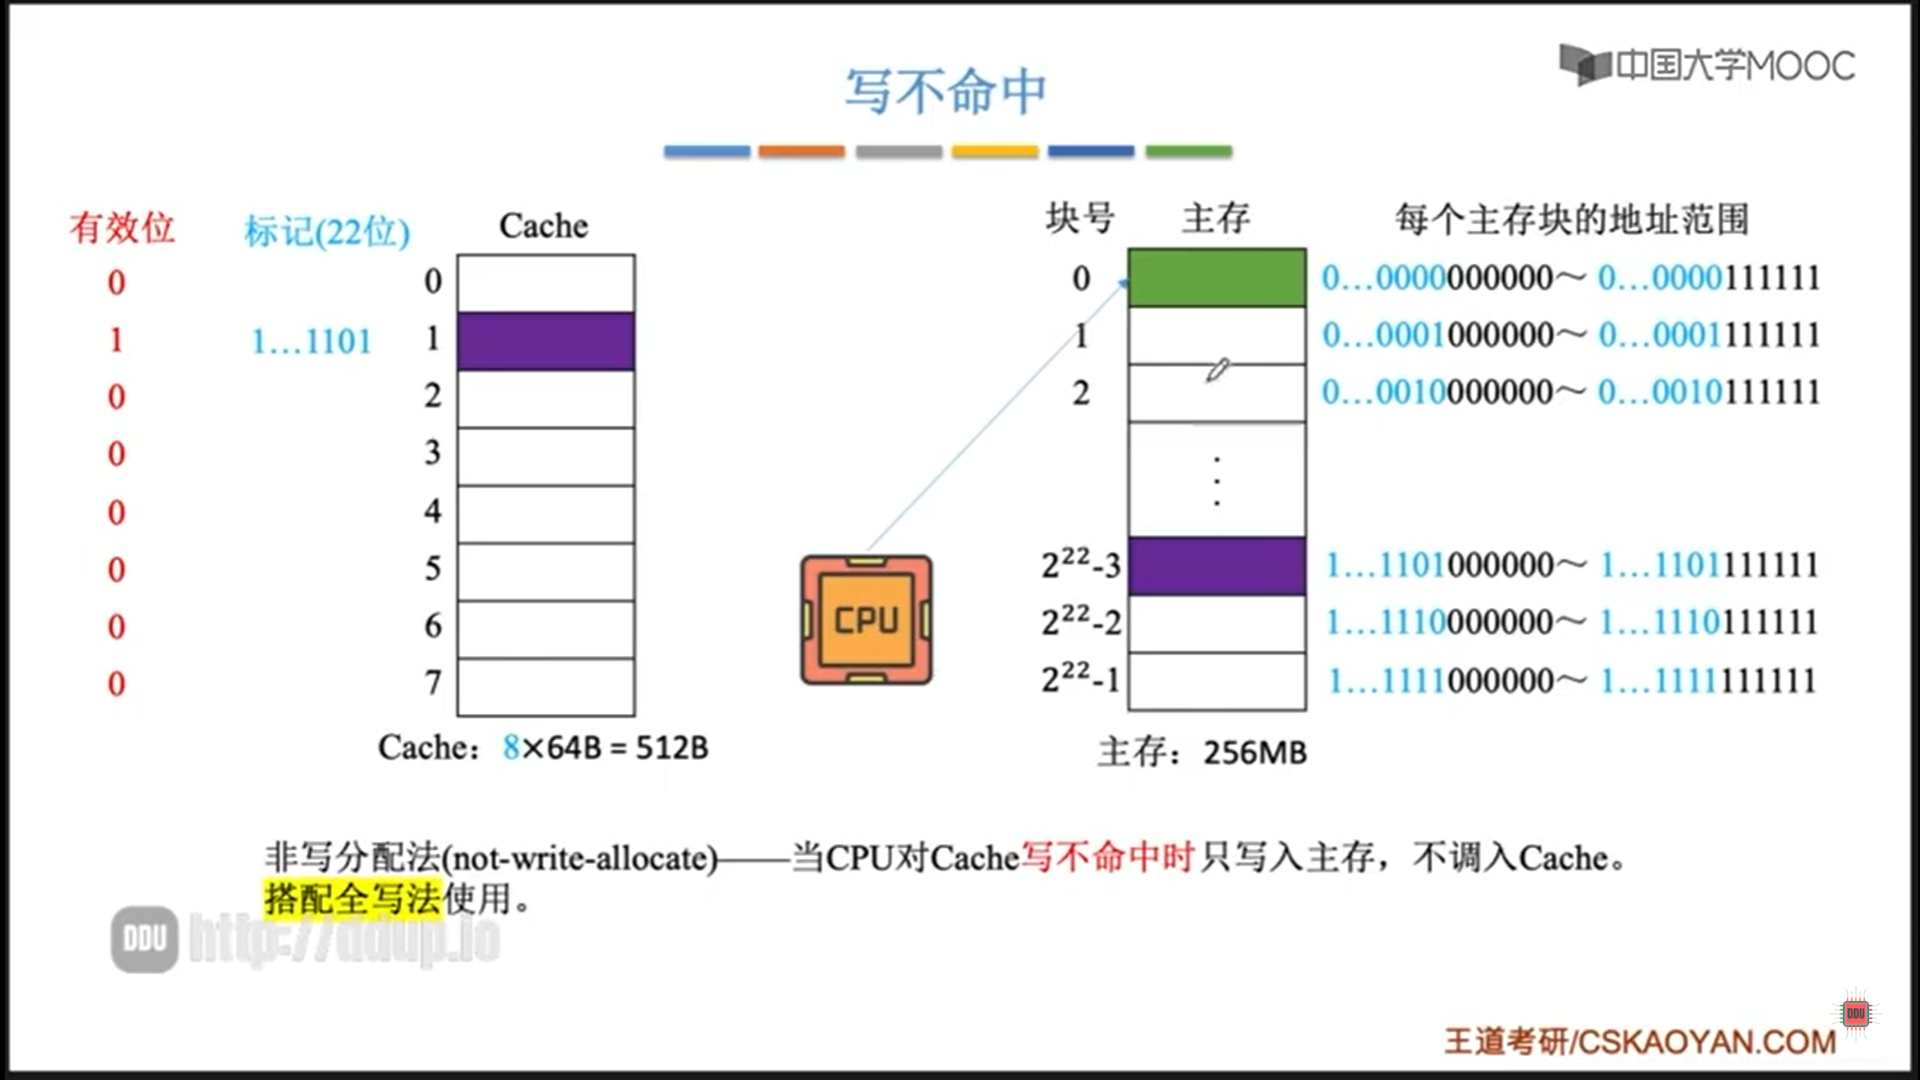 中国大学MOOC
写不命中
有效位 标记(22位) Cache 块号 主存 每个主存块的地址范围
0 0 0 0…0000000000～ 0…0000111111
1 1…1101 1 1 0…0001000000～ 0…0001111111
0 2 2 0…0010000000～ 0…0010111111
0 3 ⋮
0 4
0 5 2²²-3 1…1101000000～ 1…1101111111
0 6 2²²-2 1…1110000000～ 1…1110111111
0 7 2²²-1 1…1111000000～ 1…1111111111
CPU
Cache：8×64B = 512B 主存：256MB
非写分配法(not-write-allocate)——当CPU对Cache写不命中时只写入主存，不调入Cache。
搭配全写法使用。
DDU http://ddup.io
DDU
王道考研/CSKAOYAN.COM